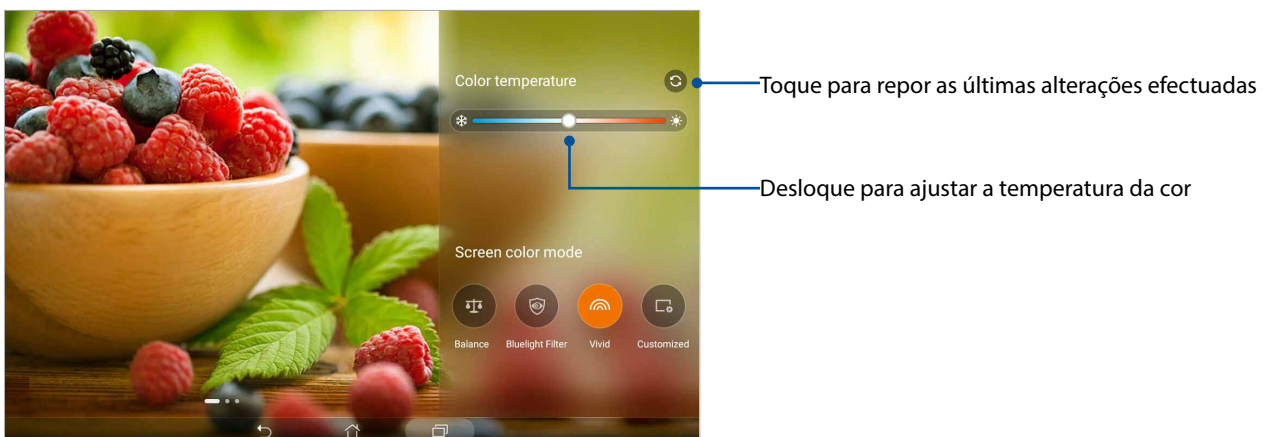 Color temperature
Toque para repor as últimas alterações efectuadas
Desloque para ajustar a temperatura da cor
Screen color mode
Balance
Bluelight Filter
Vivid
Customized